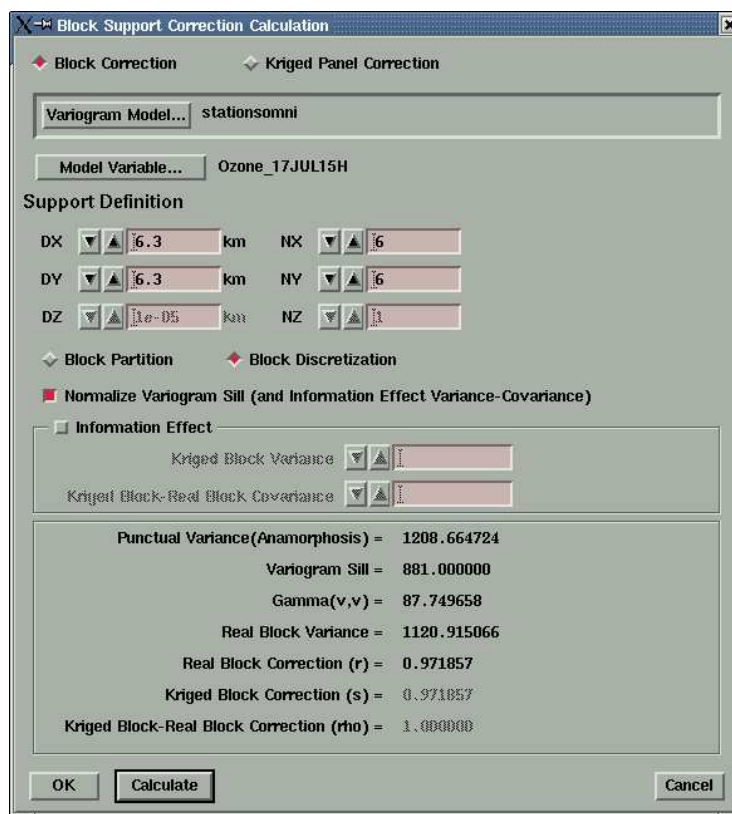 Block Support Correction Calculation
Block Correction Kriged Panel Correction
Variogram Model... stationsomni
Model Variable... Ozone_17JUL15H
Support Definition
DX 6.3 km NX 6
DY 6.3 km NY 6
DZ 1e-05 km NZ 1
Block Partition Block Discretization
Normalize Variogram Sill (and Information Effect Variance-Covariance)
Information Effect
Kriged Block Variance
Kriged Block-Real Block Covariance
Punctual Variance(Anamorphosis) = 1208.664724
Variogram Sill = 881.000000
Gamma(v,v) = 87.749658
Real Block Variance = 1120.915066
Real Block Correction (r) = 0.971857
Kriged Block Correction (s) = 0.971857
Kriged Block-Real Block Correction (rho) = 1.000000
OK Calculate Cancel